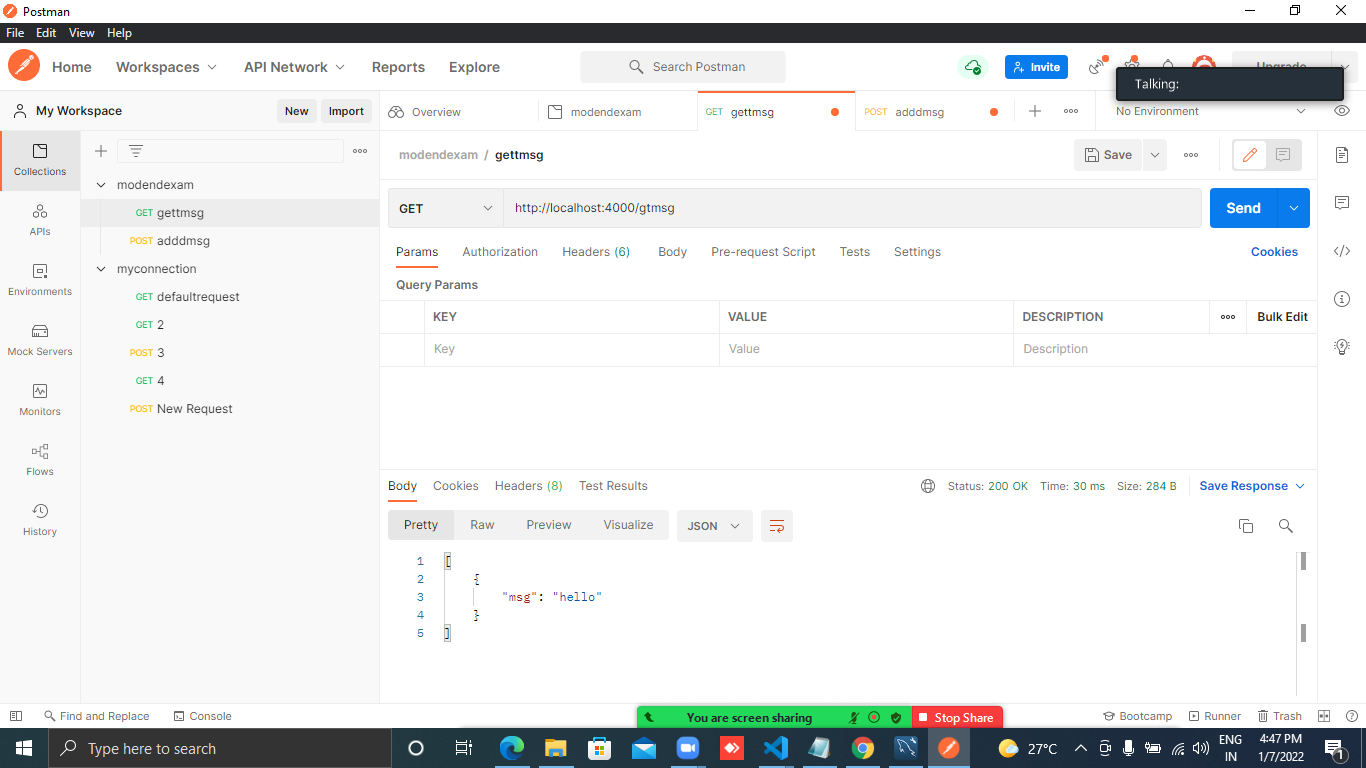 Postman
File Edit View Help
Home Workspaces API Network Reports Explore Search Postman Invite Upgrade
Talking:
My Workspace New Import Overview modendexam GET gettmsg POST adddmsg No Environment
Collections
APIs
Environments
Mock Servers
Monitors
Flows
History
modendexam
GET gettmsg
POST adddmsg
myconnection
GET defaultrequest
GET 2
POST 3
GET 4
POST New Request
modendexam / gettmsg Save
GET http://localhost:4000/gtmsg Send
Params Authorization Headers (6) Body Pre-request Script Tests Settings Cookies
Query Params
KEY VALUE DESCRIPTION Bulk Edit
Key Value Description
Body Cookies Headers (8) Test Results Status: 200 OK Time: 30 ms Size: 284 B Save Response
Pretty Raw Preview Visualize JSON
1 [
2 {
3 "msg": "hello"
4 }
5 ]
Find and Replace Console You are screen sharing Stop Share Bootcamp Runner Trash
Type here to search 27°C ENG IN 4:47 PM 1/7/2022 1